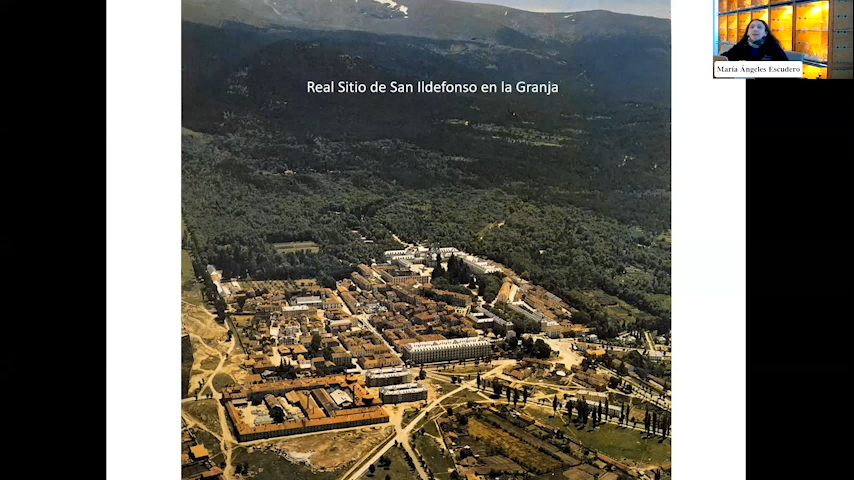 Real Sitio de San Ildefonso en la Granja
María Ángeles Escudero